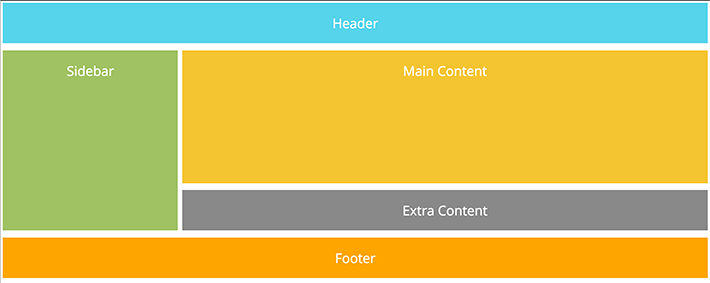 Header
Sidebar
Main Content
Extra Content
Footer